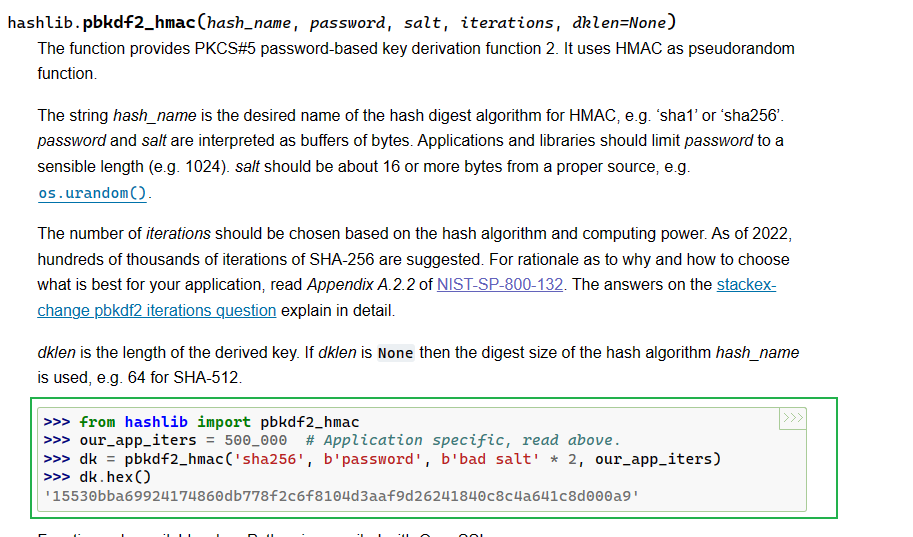 hashlib.pbkdf2_hmac(hash_name, password, salt, iterations, dklen=None)
The function provides PKCS#5 password-based key derivation function 2. It uses HMAC as pseudorandom
function.
The string hash_name is the desired name of the hash digest algorithm for HMAC, e.g. ‘sha1’ or ‘sha256’.
password and salt are interpreted as buffers of bytes. Applications and libraries should limit password to a
sensible length (e.g. 1024). salt should be about 16 or more bytes from a proper source, e.g.
os.urandom().
The number of iterations should be chosen based on the hash algorithm and computing power. As of 2022,
hundreds of thousands of iterations of SHA-256 are suggested. For rationale as to why and how to choose
what is best for your application, read Appendix A.2.2 of NIST-SP-800-132. The answers on the stackex-
change pbkdf2 iterations question explain in detail.
dklen is the length of the derived key. If dklen is None then the digest size of the hash algorithm hash_name
is used, e.g. 64 for SHA-512.
>>>
>>> from hashlib import pbkdf2_hmac
>>> our_app_iters = 500_000  # Application specific, read above.
>>> dk = pbkdf2_hmac('sha256', b'password', b'bad salt' * 2, our_app_iters)
>>> dk.hex()
'15530bba69924174860db778f2c6f8104d3aaf9d26241840c8c4a641c8d000a9'